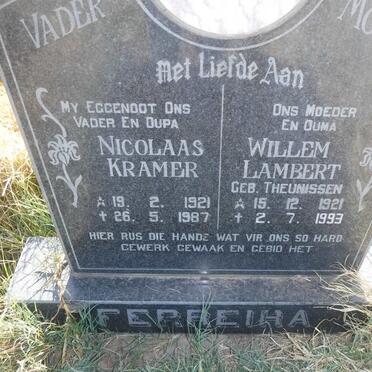 VADER
Met Liefde Aan
MY EGGENOOT ONS
VADER EN OUPA
NICOLAAS
KRAMER
☆ 19. 2. 1921
✝ 26. 5. 1987
ONS MOEDER
EN OUMA
WILLEM
LAMBERT
GEB. THEUNISSEN
☆ 15. 12. 1921
✝ 2. 7. 1993
HIER RUS DIE HANDE WAT VIR ONS SO HARD
GEWERK GEWAAK EN GEBID HET
FERREIRA